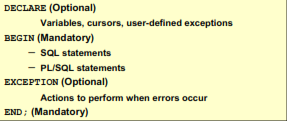 DECLARE (Optional)
Variables, cursors, user-defined exceptions
BEGIN (Mandatory)
– SQL statements
– PL/SQL statements
EXCEPTION (Optional)
Actions to perform when errors occur
END; (Mandatory)